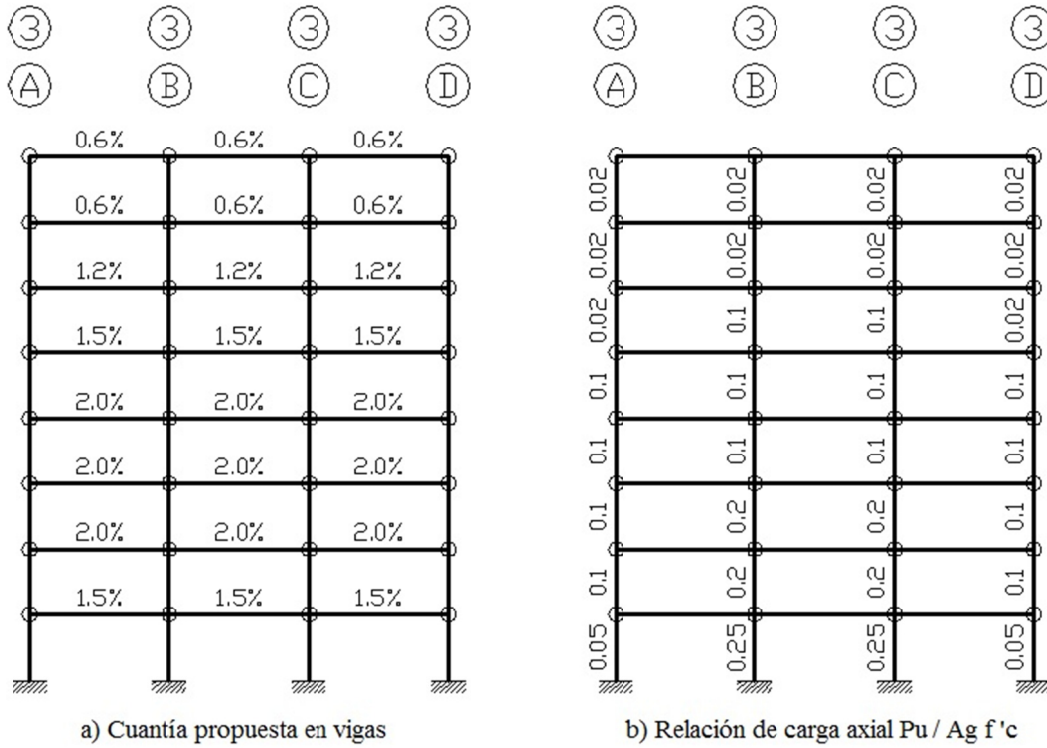 3 3 3 3
A B C D
0.6% 0.6% 0.6%
0.6% 0.6% 0.6%
1.2% 1.2% 1.2%
1.5% 1.5% 1.5%
2.0% 2.0% 2.0%
2.0% 2.0% 2.0%
2.0% 2.0% 2.0%
1.5% 1.5% 1.5%
a) Cuantía propuesta en vigas
3 3 3 3
A B C D
0.02 0.02 0.02 0.02
0.02 0.02 0.02 0.02
0.02 0.1 0.1 0.02
0.1 0.1 0.1 0.1
0.1 0.1 0.1 0.1
0.1 0.2 0.2 0.1
0.1 0.2 0.2 0.1
0.05 0.25 0.25 0.05
b) Relación de carga axial Pu / Ag f 'c